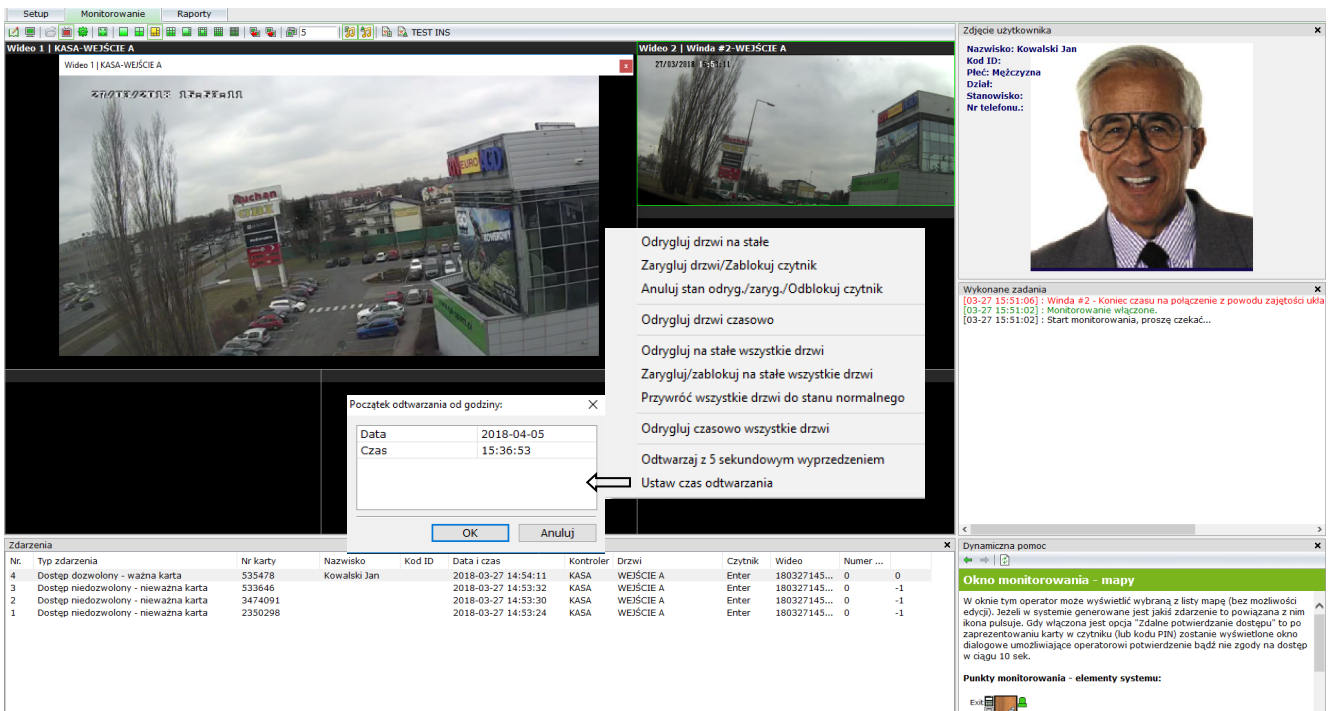 Setup Monitorowanie Raporty
5 TEST INS
Wideo 1 | KASA-WEJŚCIE A
Wideo 1 | KASA-WEJŚCIE A
x
Auchan
EURO
Wideo 2 | Winda #2-WEJŚCIE A
27/03/2018
Odrygluj drzwi na stałe
Zarygluj drzwi/Zablokuj czytnik
Anuluj stan odryg./zaryg./Odblokuj czytnik
Odrygluj drzwi czasowo
Odrygluj na stałe wszystkie drzwi
Zarygluj/zablokuj na stałe wszystkie drzwi
Przywróć wszystkie drzwi do stanu normalnego
Odrygluj czasowo wszystkie drzwi
Odtwarzaj z 5 sekundowym wyprzedzeniem
Ustaw czas odtwarzania
Początek odtwarzania od godziny:
Data 2018-04-05
Czas 15:36:53
OK Anuluj
Zdjęcie użytkownika
Nazwisko: Kowalski Jan
Kod ID:
Płeć: Mężczyzna
Dział:
Stanowisko:
Nr telefonu.:
Wykonane zadania
[03-27 15:51:06] : Winda #2 - Koniec czasu na połączenie z powodu zajętości ukła
[03-27 15:51:02] : Monitorowanie włączone.
[03-27 15:51:02] : Start monitorowania, proszę czekać...
Zdarzenia
Nr. Typ zdarzenia Nr karty Nazwisko Kod ID Data i czas Kontroler Drzwi Czytnik Wideo Numer ...
4 Dostęp dozwolony - ważna karta 535478 Kowalski Jan 2018-03-27 14:54:11 KASA WEJŚCIE A Enter 180327145... 0 0
3 Dostęp niedozwolony - nieważna karta 533646 2018-03-27 14:53:32 KASA WEJŚCIE A Enter 180327145... 0 -1
2 Dostęp niedozwolony - nieważna karta 3474091 2018-03-27 14:53:30 KASA WEJŚCIE A Enter 180327145... 0 -1
1 Dostęp niedozwolony - nieważna karta 2350298 2018-03-27 14:53:24 KASA WEJŚCIE A Enter 180327145... 0 -1
Dynamiczna pomoc
Okno monitorowania - mapy
W oknie tym operator może wyświetlić wybraną z listy mapę (bez możliwości
edycji). Jeżeli w systemie generowane jest jakiś zdarzenie to powiązana z nim
ikona pulsuje. Gdy włączona jest opcja "Zdalne potwierdzanie dostępu" to po
zaprezentowaniu karty w czytniku (lub kodu PIN) zostanie wyświetlone okno
dialogowe umożliwiające operatorowi potwierdzenie bądź nie zgody na dostęp
w ciągu 10 sek.
Punkty monitorowania - elementy systemu:
Exit